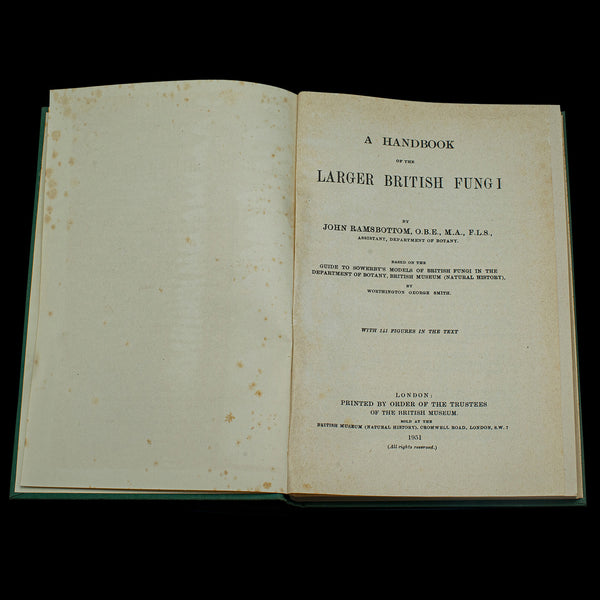 A HANDBOOK
OF THE
LARGER BRITISH FUNGI
BY
JOHN RAMSBOTTOM, O.B.E., M.A., F.L.S.,
ASSISTANT, DEPARTMENT OF BOTANY.
BASED ON THE
GUIDE TO SOWERBY'S MODELS OF BRITISH FUNGI IN THE
DEPARTMENT OF BOTANY, BRITISH MUSEUM (NATURAL HISTORY),
BY
WORTHINGTON GEORGE SMITH.
WITH 141 FIGURES IN THE TEXT
LONDON:
PRINTED BY ORDER OF THE TRUSTEES
OF THE BRITISH MUSEUM.
SOLD AT THE
BRITISH MUSEUM (NATURAL HISTORY), CROMWELL ROAD, LONDON, S.W. 7
1951
(All rights reserved.)